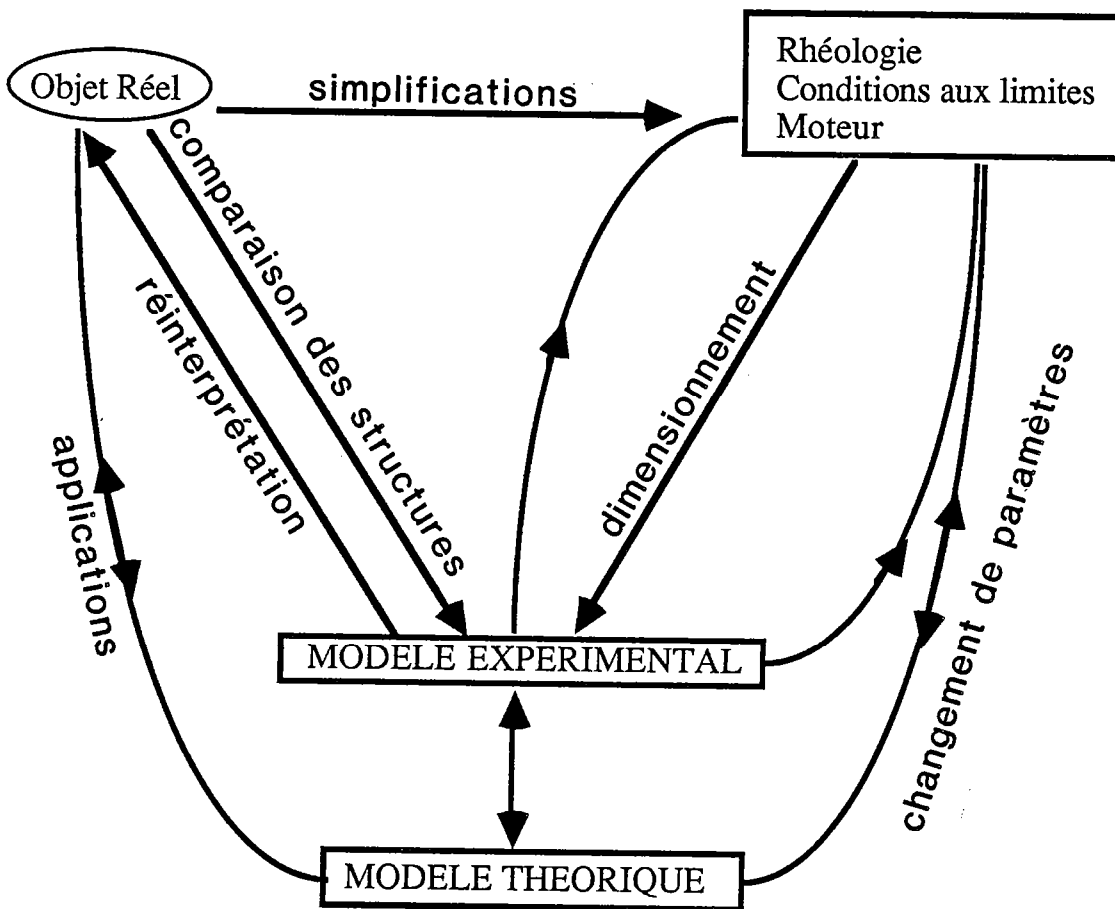 Objet Réel
simplifications
Rhéologie
Conditions aux limites
Moteur
comparaison des structures
réinterprétation
dimensionnement
applications
changement de paramètres
MODELE EXPERIMENTAL
MODELE THEORIQUE